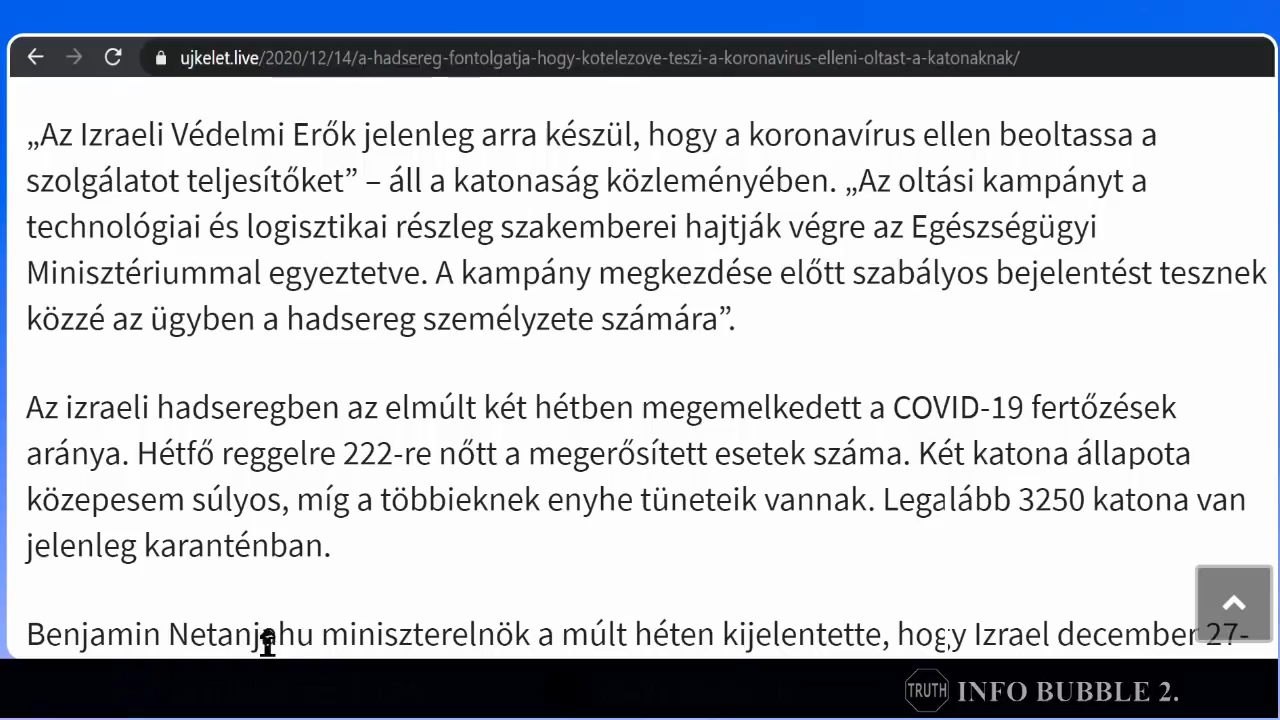 ujkelet.live/2020/12/14/a-hadsereg-fontolgatja-hogy-kotelezove-teszi-a-koronavirus-elleni-oltast-a-katonaknak/
„Az Izraeli Védelmi Erők jelenleg arra készül, hogy a koronavírus ellen beoltassa a
szolgálatot teljesítőket” – áll a katonaság közleményében. „Az oltási kampányt a
technológiai és logisztikai részleg szakemberei hajtják végre az Egészségügyi
Minisztériummal egyeztetve. A kampány megkezdése előtt szabályos bejelentést tesznek
közzé az ügyben a hadsereg személyzete számára”.
Az izraeli hadseregben az elmúlt két hétben megemelkedett a COVID-19 fertőzések
aránya. Hétfő reggelre 222-re nőtt a megerősített esetek száma. Két katona állapota
közepesem súlyos, míg a többieknek enyhe tüneteik vannak. Legalább 3250 katona van
jelenleg karanténban.
Benjamin Netanjahu miniszterelnök a múlt héten kijelentette, hogy Izrael december 27-
TRUTH INFO BUBBLE 2.